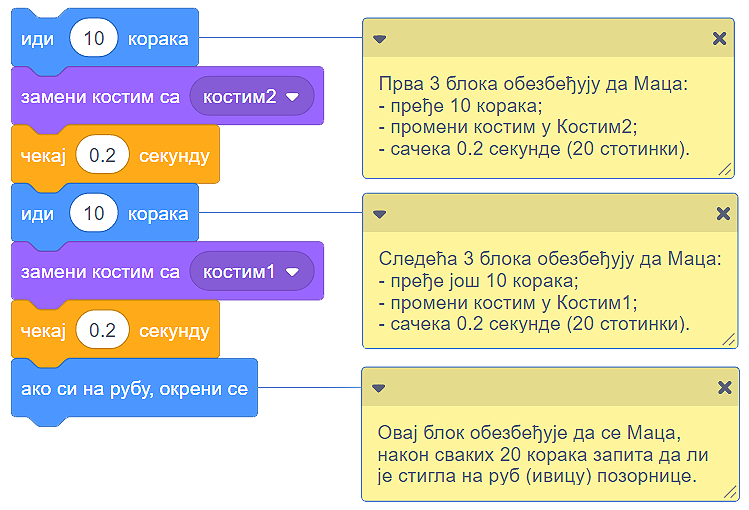 иди 10 корака
замени костим са костим2
чекај 0.2 секунду
иди 10 корака
замени костим са костим1
чекај 0.2 секунду
ако си на рубу, окрени се
Прва 3 блока обезбеђују да Маца:
- пређе 10 корака;
- промени костим у Костим2;
- сачека 0.2 секунде (20 стотинки).
Следећа 3 блока обезбеђују да Маца:
- пређе још 10 корака;
- промени костим у Костим1;
- сачека 0.2 секунде (20 стотинки).
Овај блок обезбеђује да се Маца,
након сваких 20 корака запита да ли
је стигла на руб (ивицу) позорнице.